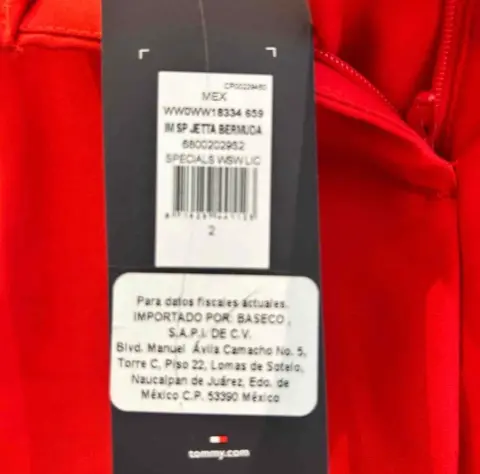 MEX
WW0WW18334 659
IM SP JETTA BERMUDA
6800202952
SPECIALS WSW LIC
2
Para datos fiscales actuales.
IMPORTADO POR: BASECO,
S.A.P.I. DE C.V.
Blvd. Manuel Ávila Camacho No. 5,
Torre C, Piso 22, Lomas de Sotelo,
Naucalpan de Juárez, Edo. de
México C.P. 53390 México
tommy.com